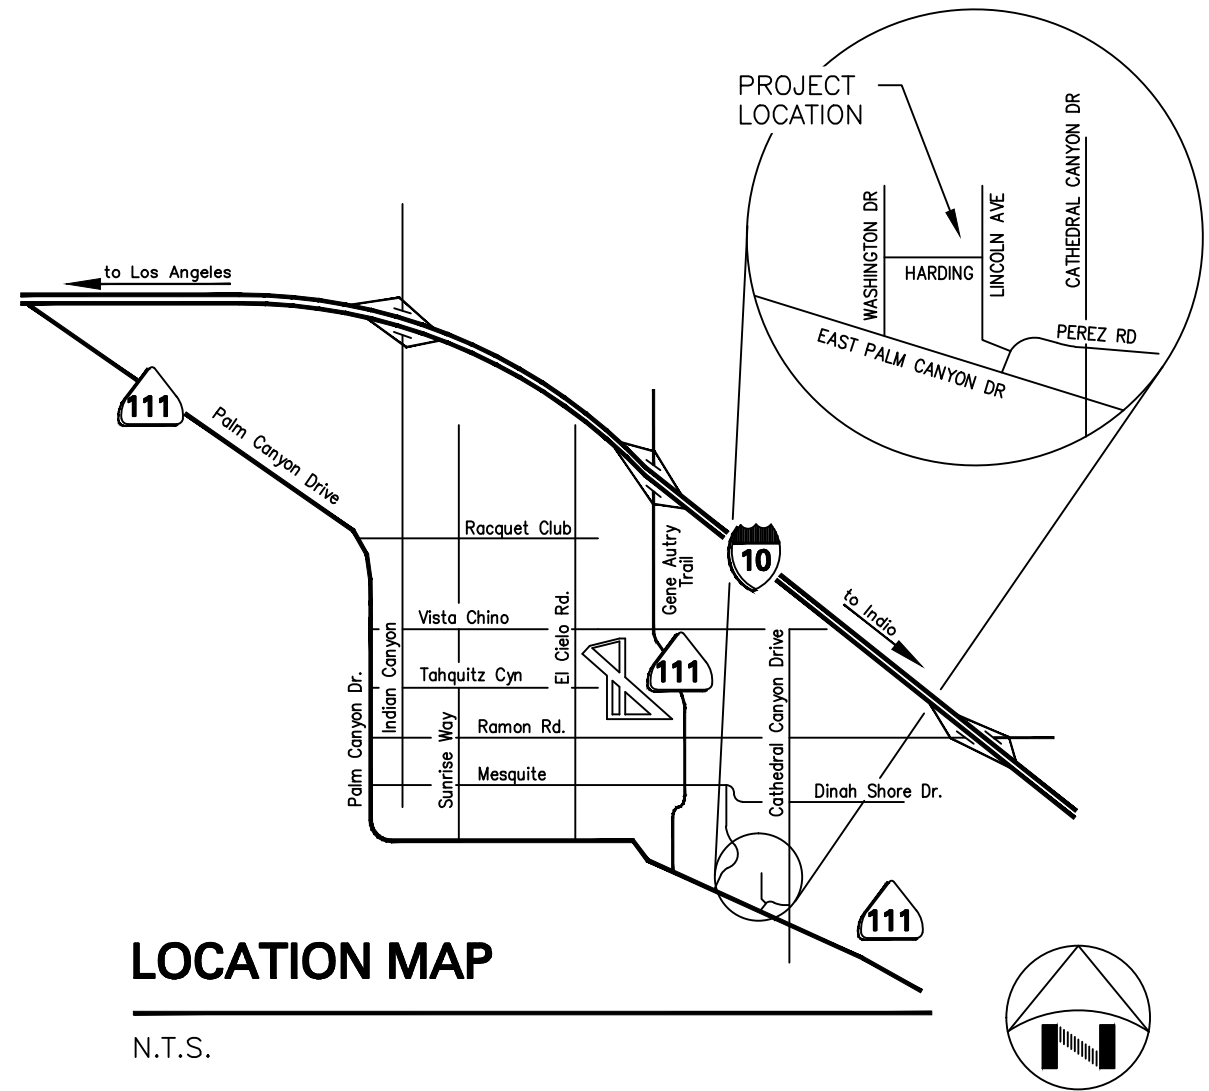 PROJECT
LOCATION
CATHEDRAL CANYON DR
WASHINGTON DR
LINCOLN AVE
HARDING
PEREZ RD
EAST PALM CANYON DR
to Los Angeles
111
Palm Canyon Drive
Racquet Club
Gene Autry
Trail
10
to Indio
Vista Chino
El Cielo Rd.
Indian Canyon
Cathedral Canyon Drive
111
Tahquitz Cyn
Palm Canyon Dr.
Sunrise Way
Ramon Rd.
Mesquite
Dinah Shore Dr.
111
LOCATION MAP
N.T.S.
N